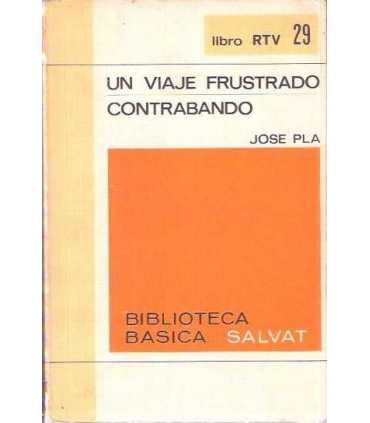 libro RTV 29
UN VIAJE FRUSTRADO
CONTRABANDO
JOSE PLA
BIBLIOTECA
BASICA SALVAT